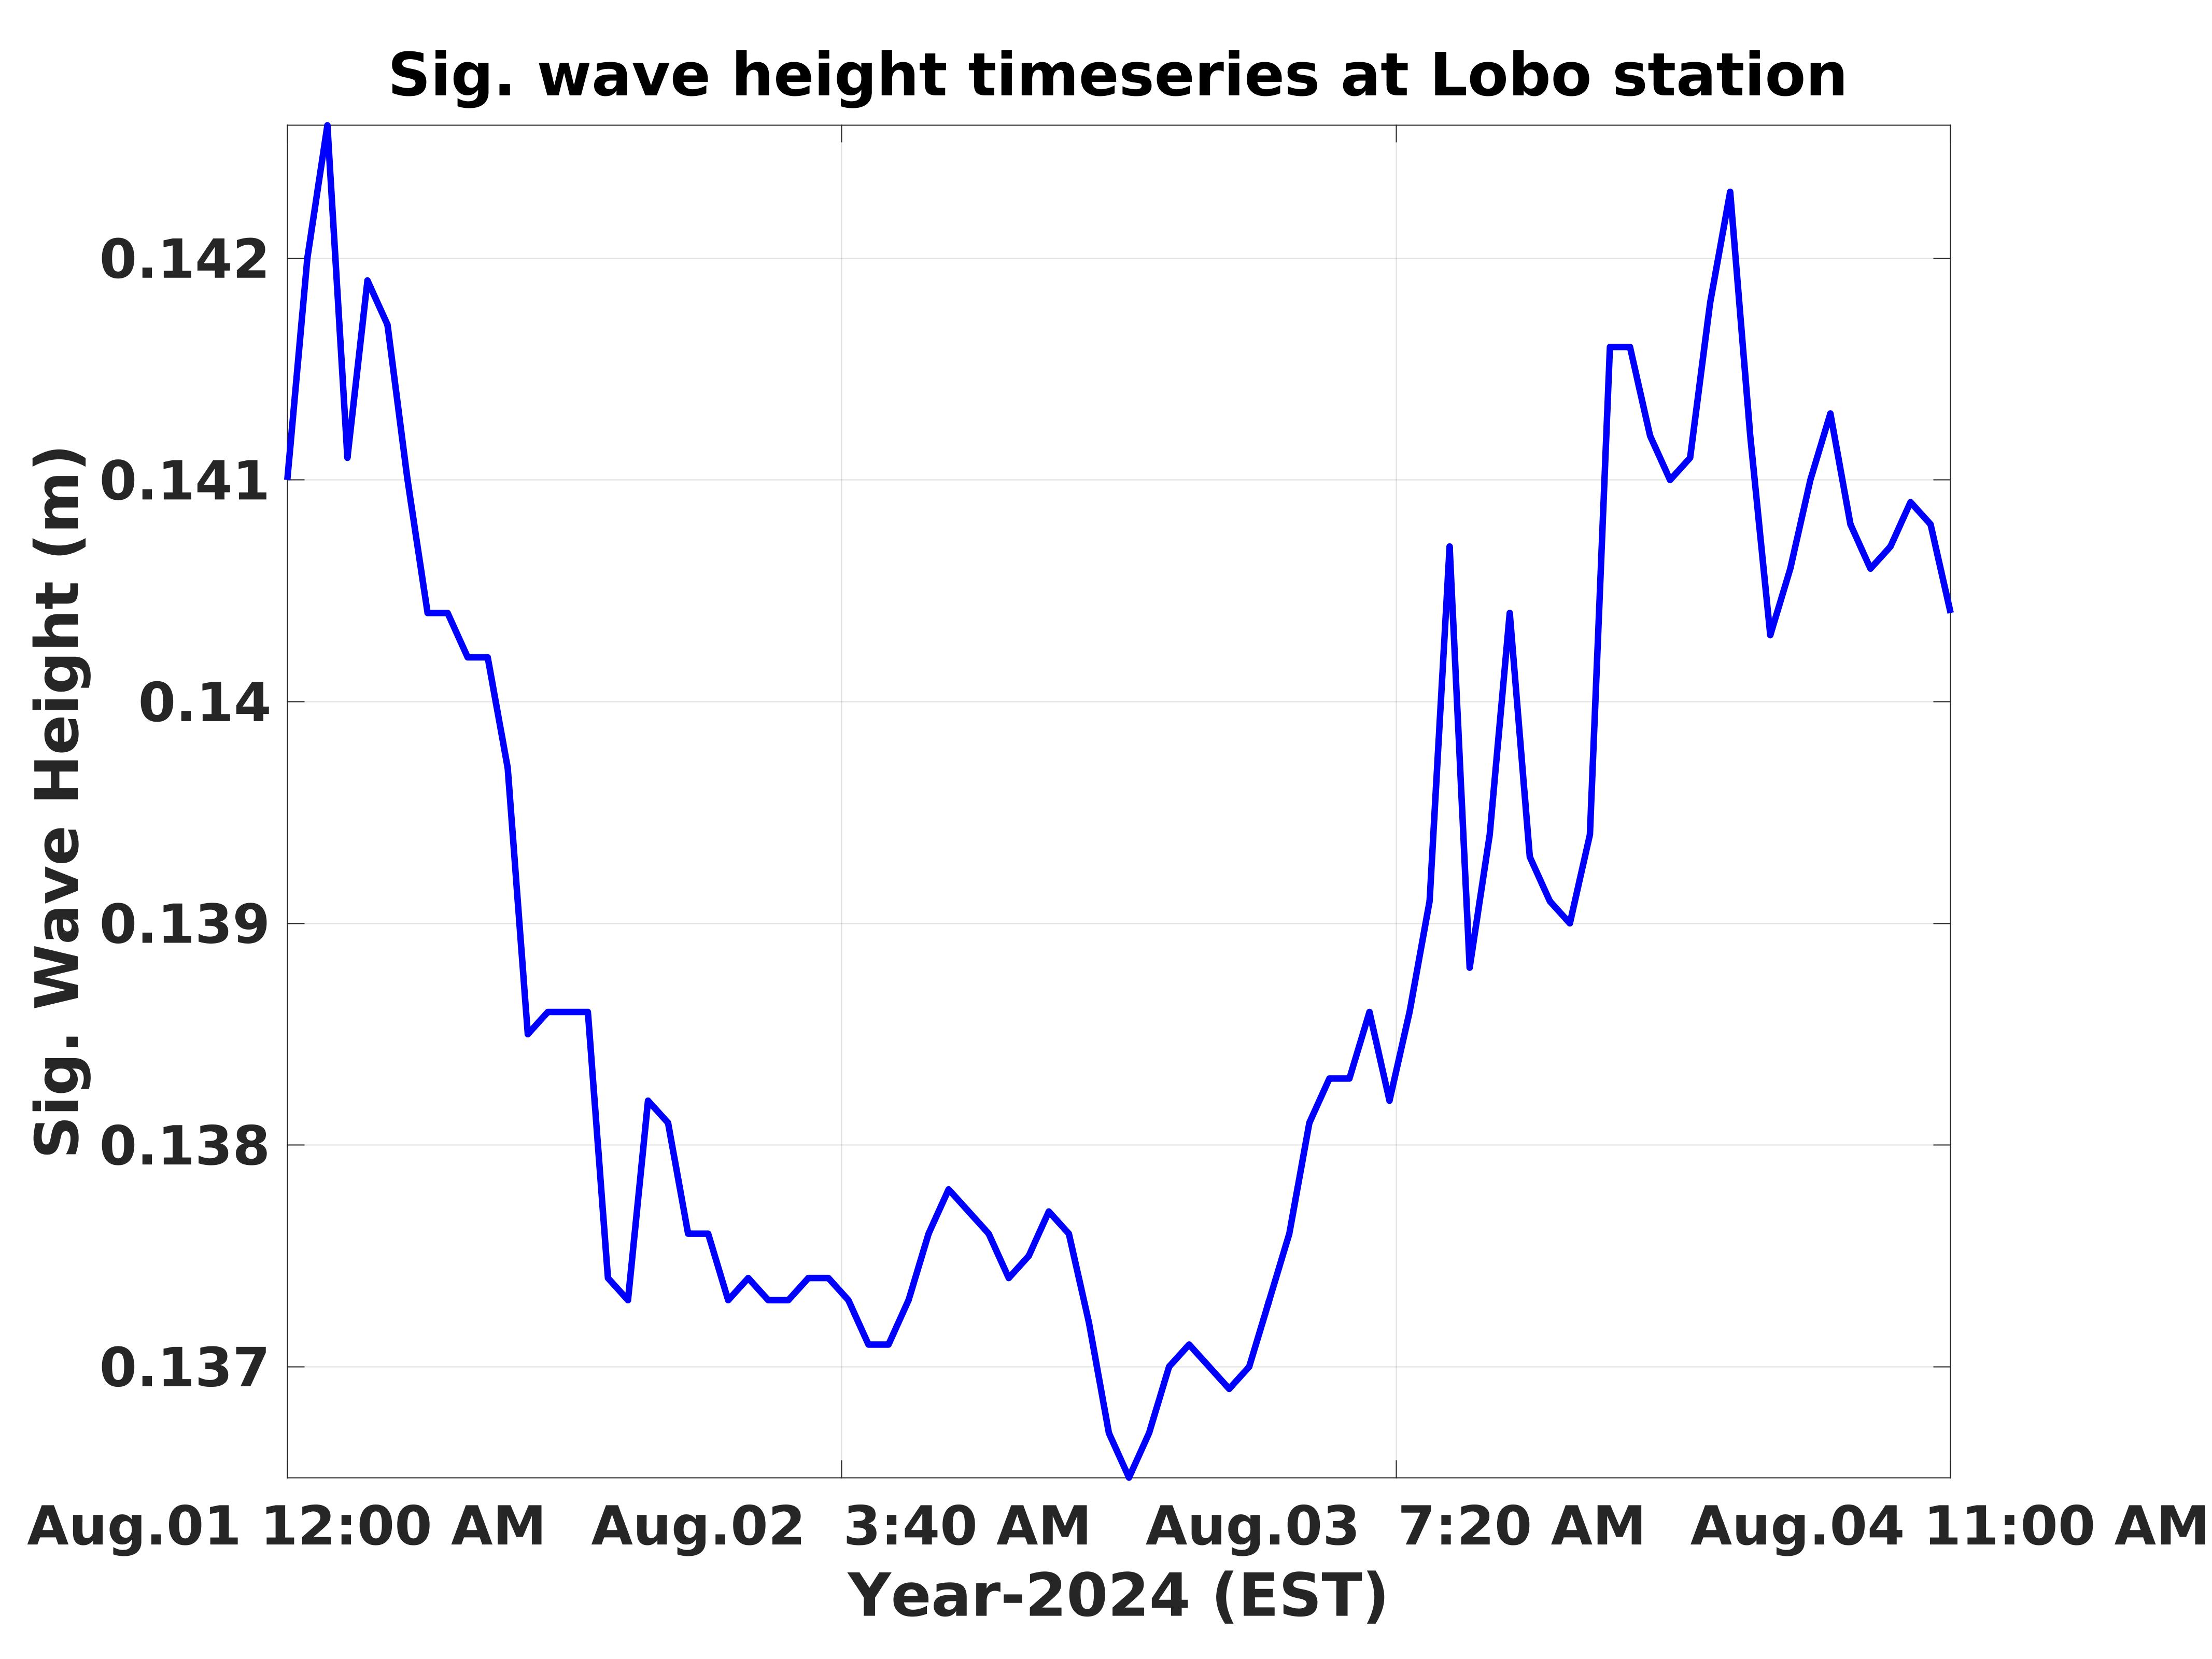 Sig. wave height timeseries at Lobo station
Sig. Wave Height (m)
0.142
0.141
0.14
0.139
0.138
0.137
Aug.01 12:00 AM Aug.02 3:40 AM Aug.03 7:20 AM Aug.04 11:00 AM
Year-2024 (EST)